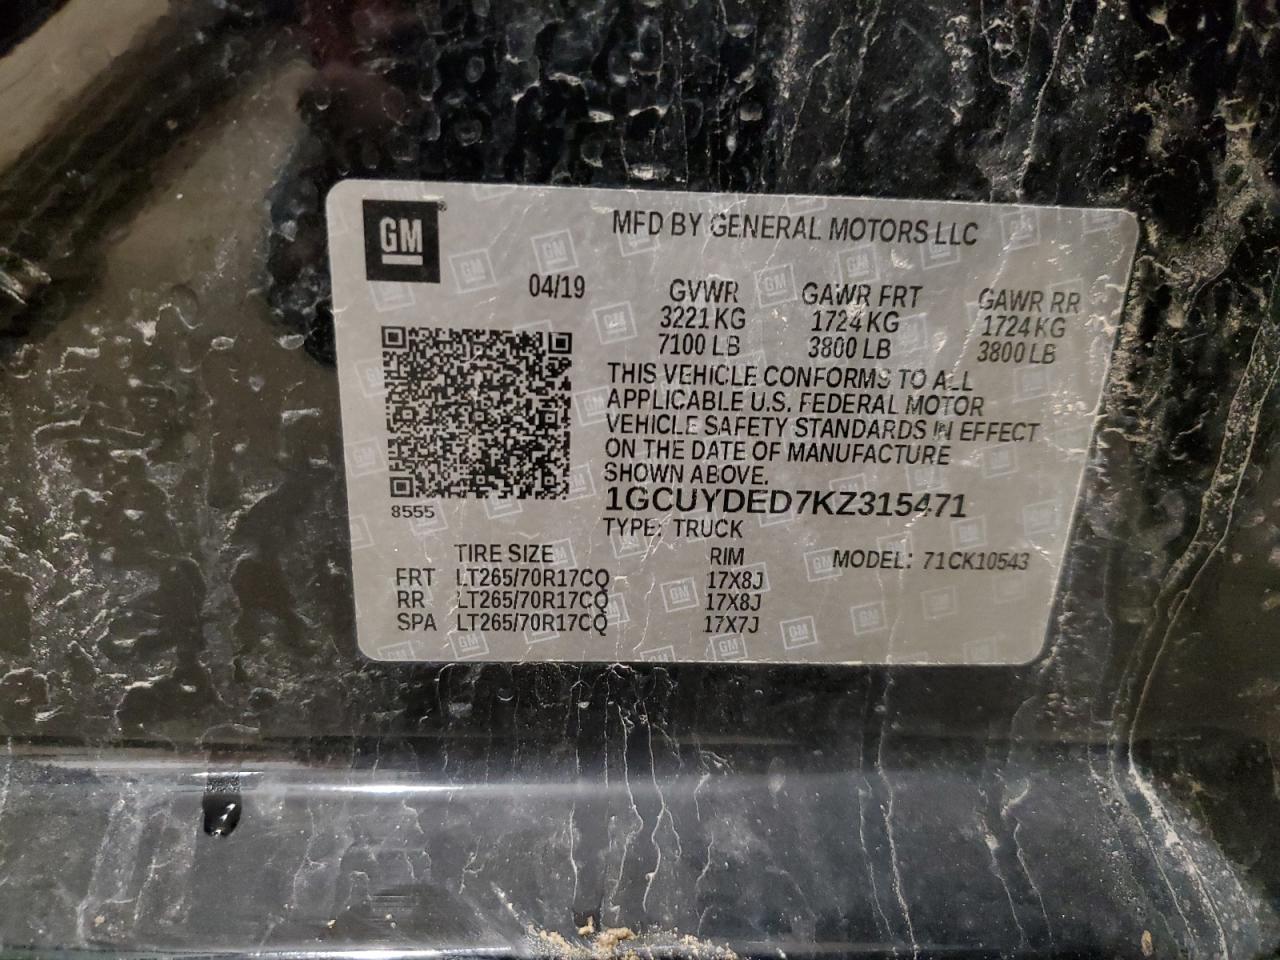 GM
MFD BY GENERAL MOTORS LLC
04/19
GVWR GAWR FRT GAWR RR
3221 KG 1724 KG 1724 KG
7100 LB 3800 LB 3800 LB
THIS VEHICLE CONFORMS TO ALL
APPLICABLE U.S. FEDERAL MOTOR
VEHICLE SAFETY STANDARDS IN EFFECT
ON THE DATE OF MANUFACTURE
SHOWN ABOVE.
1GCUYDED7KZ315471
8555
TYPE: TRUCK
TIRE SIZE RIM MODEL: 71CK10543
FRT LT265/70R17CQ 17X8J
RR LT265/70R17CQ 17X8J
SPA LT265/70R17CQ 17X7J